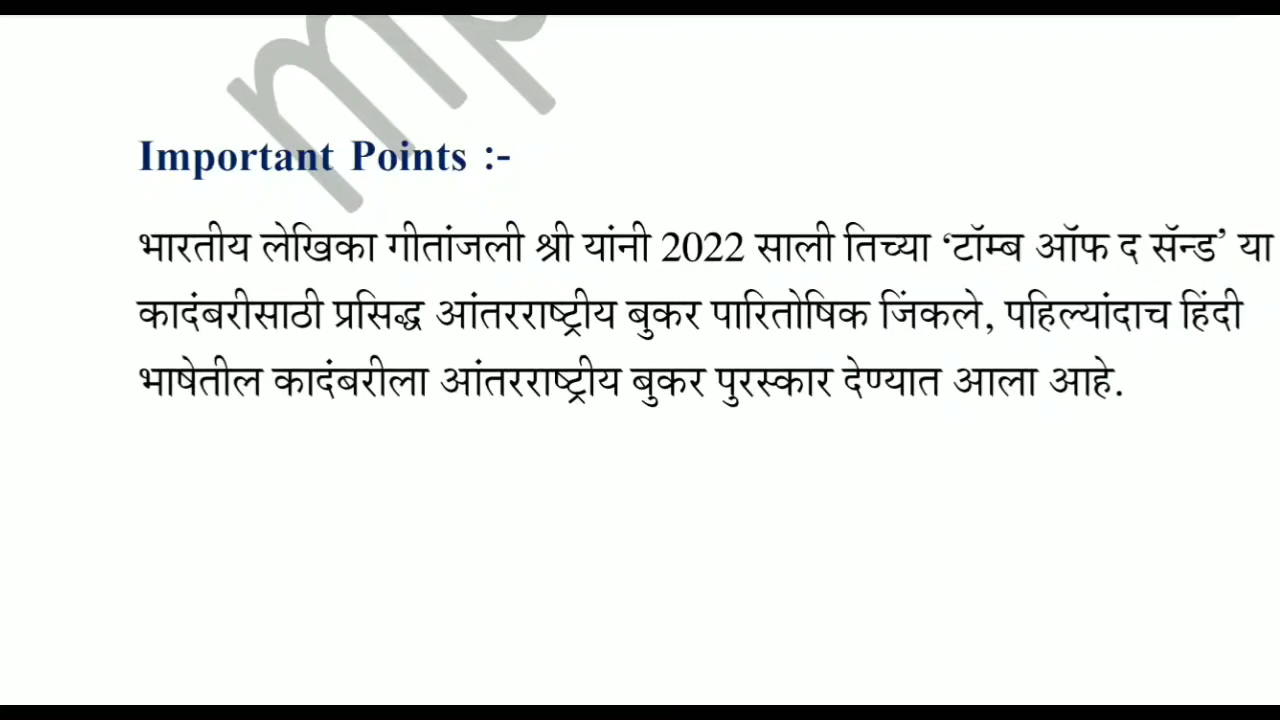 Important Points :-
भारतीय लेखिका गीतांजली श्री यांनी 2022 साली तिच्या ‘टॉम्ब ऑफ द सॅन्ड’ या
कादंबरीसाठी प्रसिद्ध आंतरराष्ट्रीय बुकर पारितोषिक जिंकले, पहिल्यांदाच हिंदी
भाषेतील कादंबरीला आंतरराष्ट्रीय बुकर पुरस्कार देण्यात आला आहे.